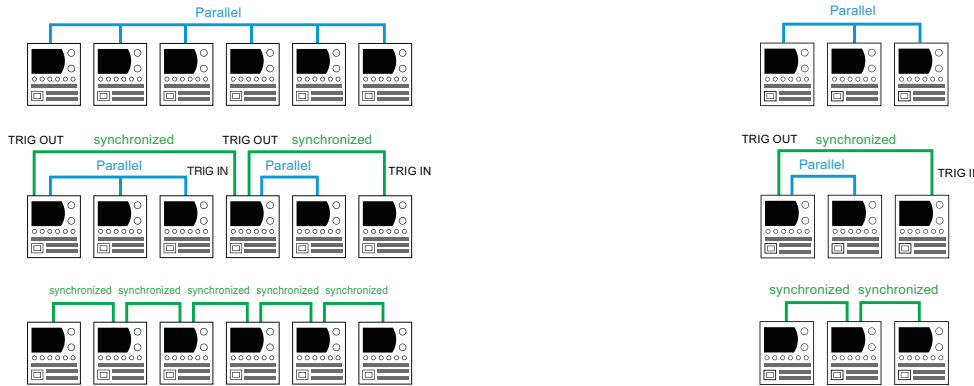 Parallel
Parallel
TRIG OUT synchronized TRIG OUT synchronized
Parallel TRIG IN Parallel TRIG IN
TRIG OUT synchronized
Parallel
TRIG I
synchronized synchronized synchronized synchronized synchronized
synchronized synchronized